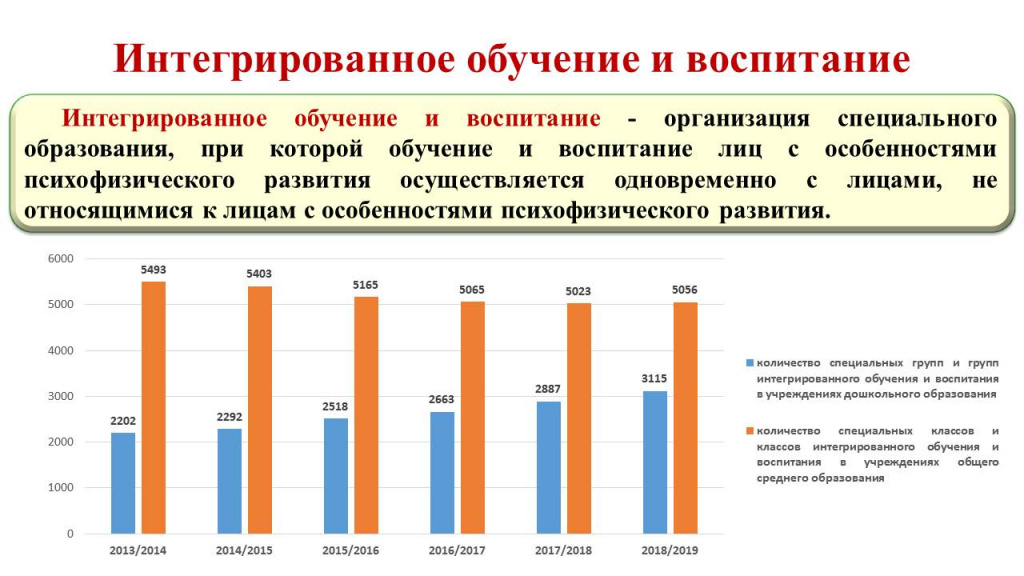 Интегрированное обучение и воспитание
Интегрированное обучение и воспитание - организация специального
образования, при которой обучение и воспитание лиц с особенностями
психофизического развития осуществляется одновременно с лицами, не
относящимися к лицам с особенностями психофизического развития.
6000
5000
4000
3000
2000
1000
0
2202
5493
2292
5403
2518
5165
2663
5065
2887
5023
3115
5056
2013/2014
2014/2015
2015/2016
2016/2017
2017/2018
2018/2019
количество специальных групп и групп
интегрированного обучения и воспитания
в учреждениях дошкольного образования
количество специальных классов и
классов интегрированного обучения и
воспитания в учреждениях общего
среднего образования